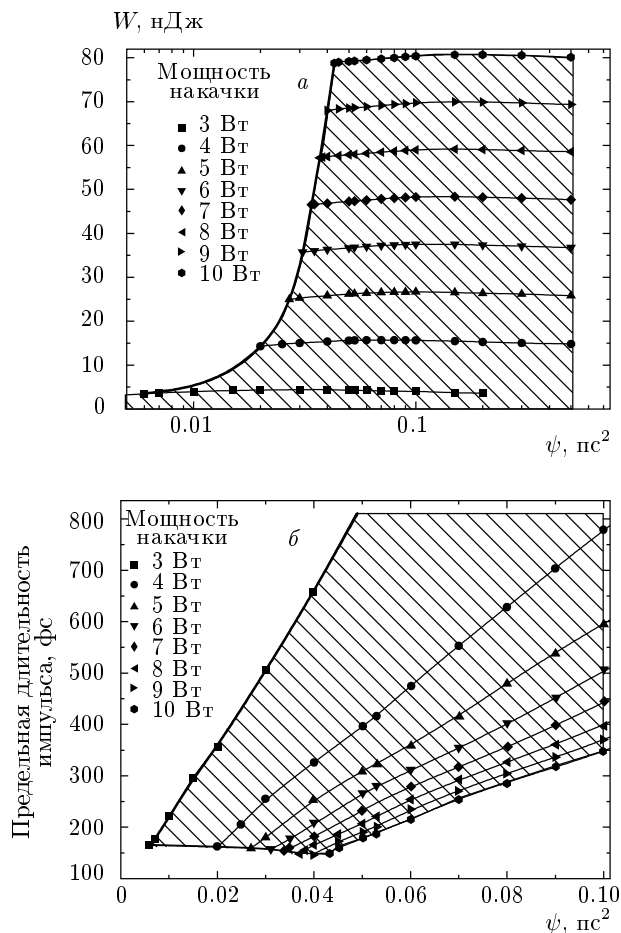 W, нДж
80
70
60
50
40
30
20
10
0
Мощность
накачки
а
3 Вт
4 Вт
5 Вт
6 Вт
7 Вт
8 Вт
9 Вт
10 Вт
0.01 0.1
ψ, пс²
Предельная длительность
импульса, фс
800
700
600
500
400
300
200
100
Мощность
накачки
б
3 Вт
4 Вт
5 Вт
6 Вт
7 Вт
8 Вт
9 Вт
10 Вт
0 0.02 0.04 0.06 0.08 0.10
ψ, пс²